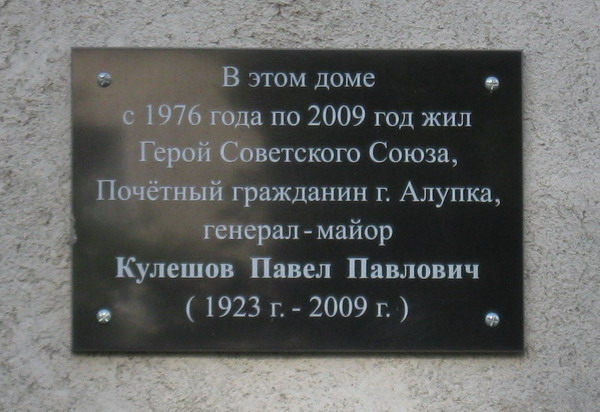 В этом доме
с 1976 года по 2009 год жил
Герой Советского Союза,
Почётный гражданин г. Алупка,
генерал-майор
Кулешов Павел Павлович
( 1923 г. - 2009 г. )